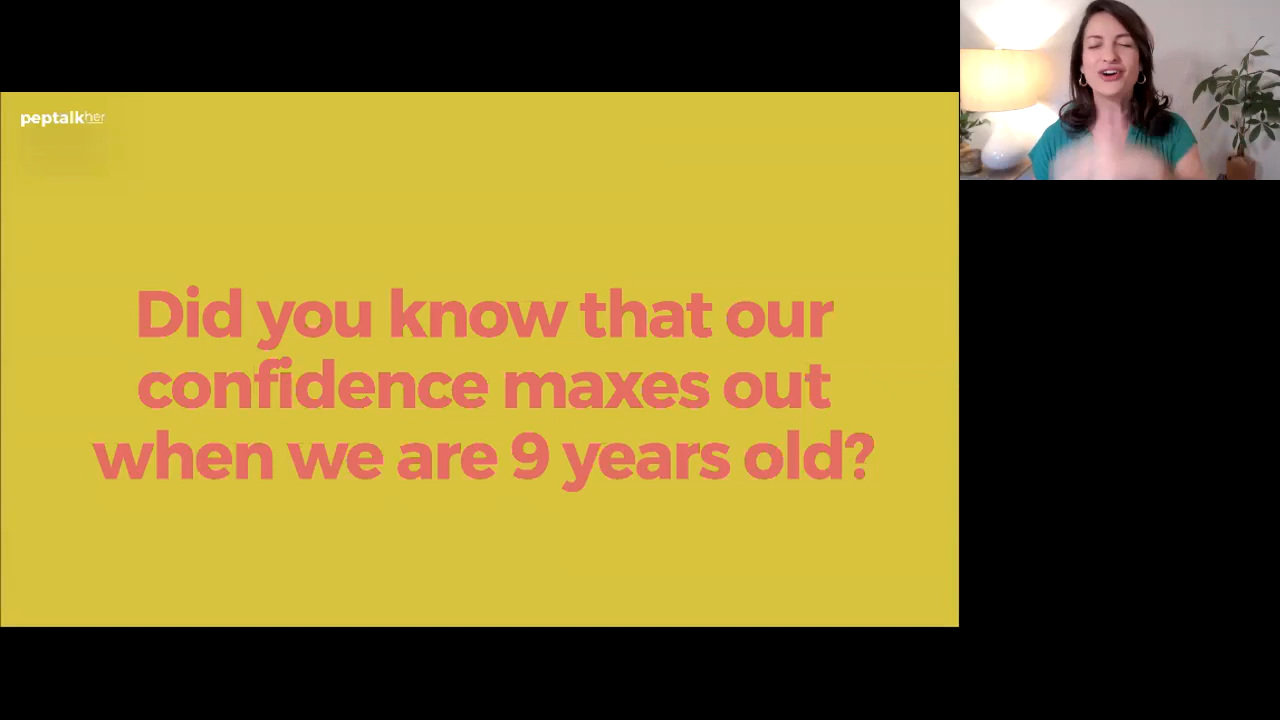 peptalkher
Did you know that our
confidence maxes out
when we are 9 years old?